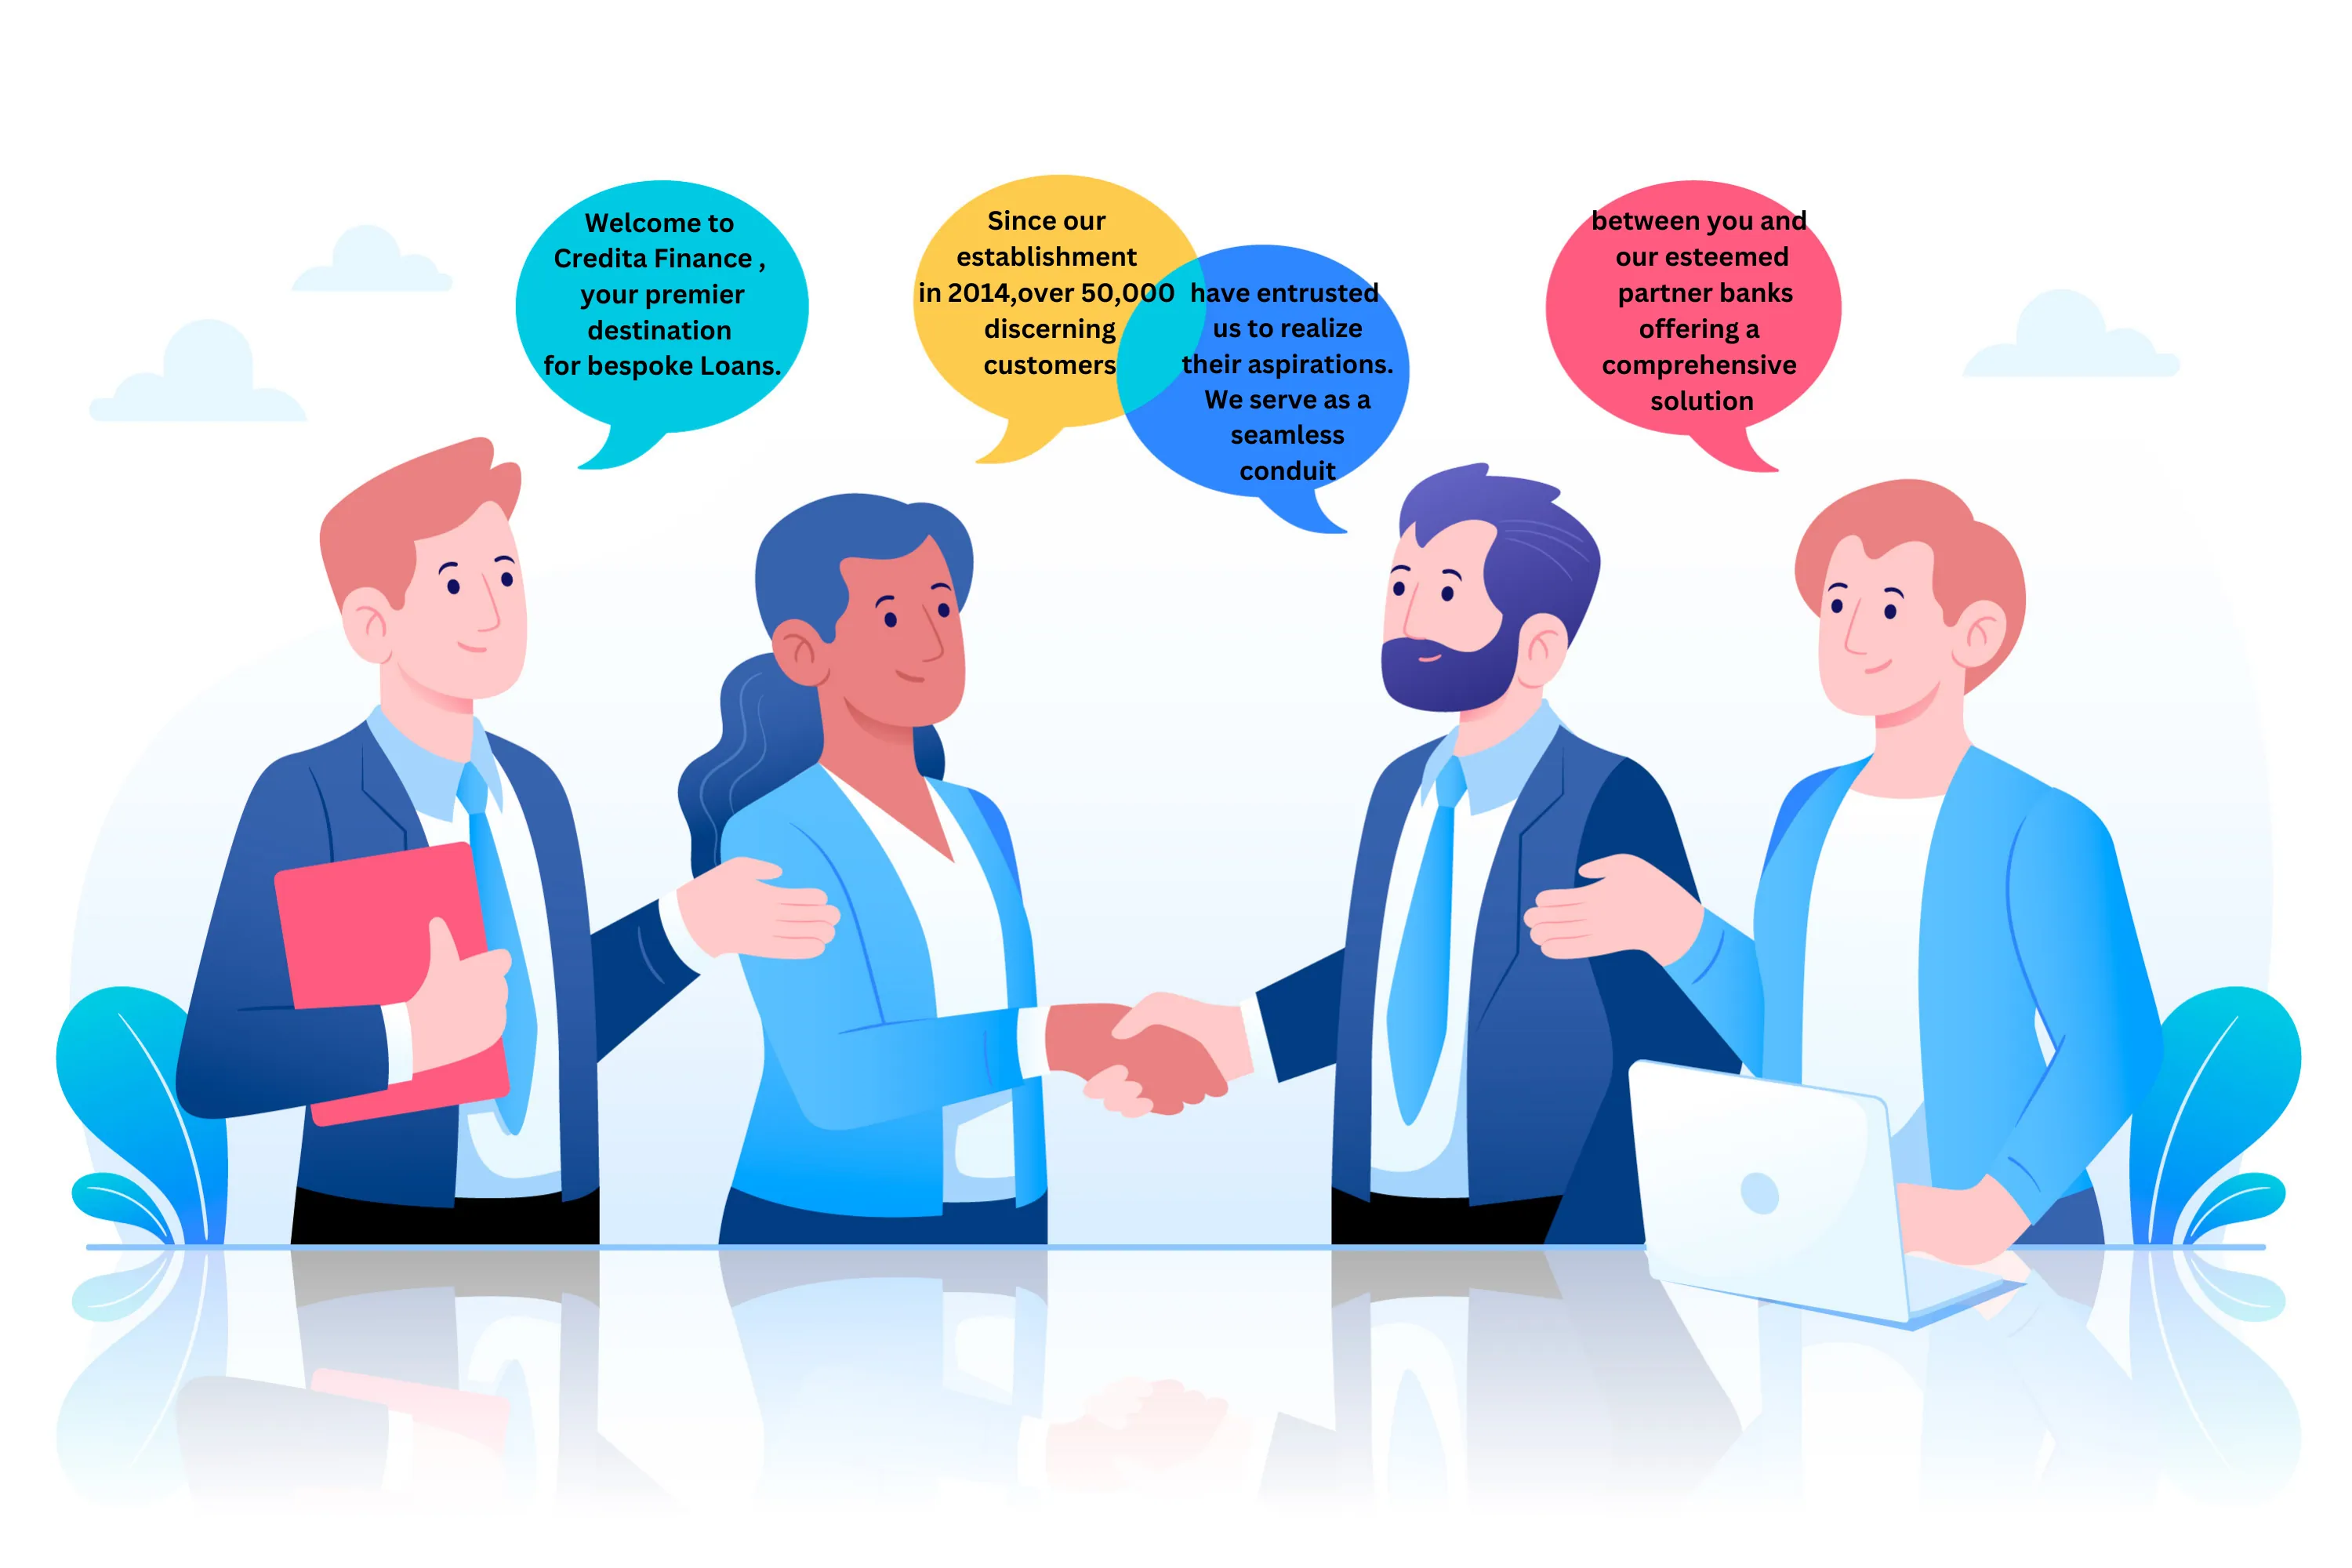 Welcome to
Credita Finance ,
your premier
destination
for bespoke Loans.
Since our
establishment
in 2014,over 50,000
discerning
customers
have entrusted
us to realize
their aspirations.
We serve as a
seamless
conduit
between you and
our esteemed
partner banks
offering a
comprehensive
solution